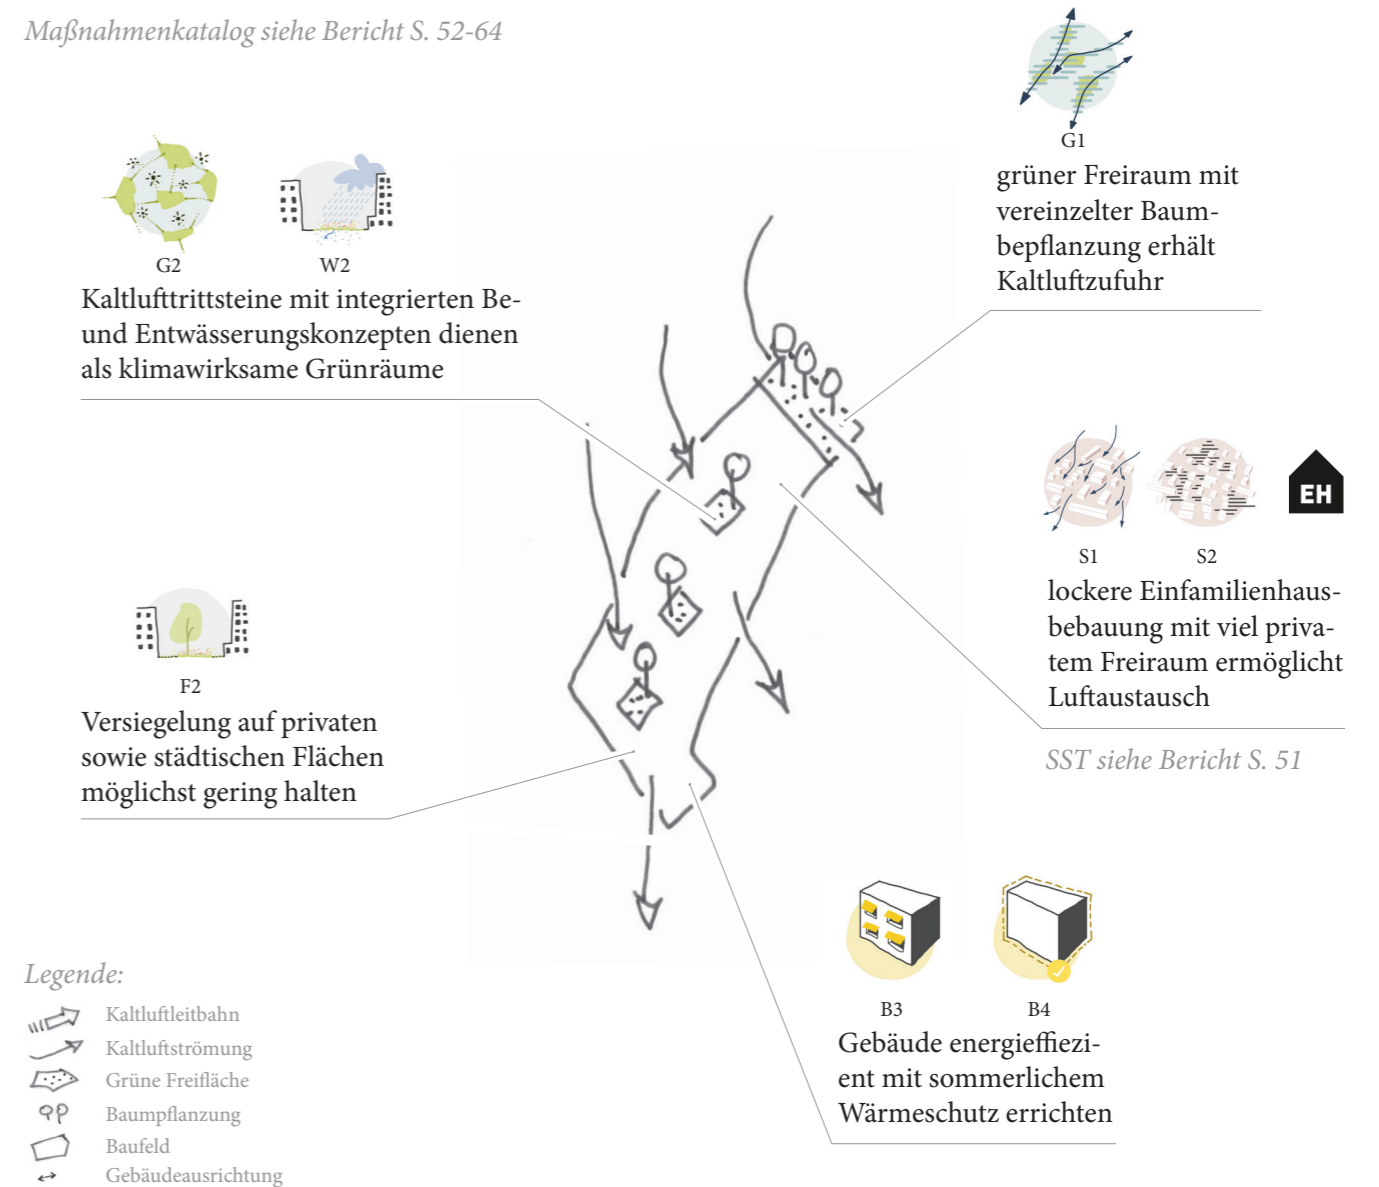 Maßnahmenkatalog siehe Bericht S. 52-64
G1
grüner Freiraum mit
vereinzelter Baum-
bepflanzung erhält
Kaltluftzufuhr
G2
W2
Kaltlufttrittsteine mit integrierten Be-
und Entwässerungskonzepten dienen
als klimawirksame Grünräume
EH
S1
S2
lockere Einfamilienhaus-
bebauung mit viel priva-
tem Freiraum ermöglicht
Luftaustausch
SST siehe Bericht S. 51
F2
Versiegelung auf privaten
sowie städtischen Flächen
möglichst gering halten
B3
B4
Gebäude energieffiezi-
ent mit sommerlichem
Wärmeschutz errichten
Legende:
Kaltluftleitbahn
Kaltluftströmung
Grüne Freifläche
Baumpflanzung
Baufeld
Gebäudeausrichtung